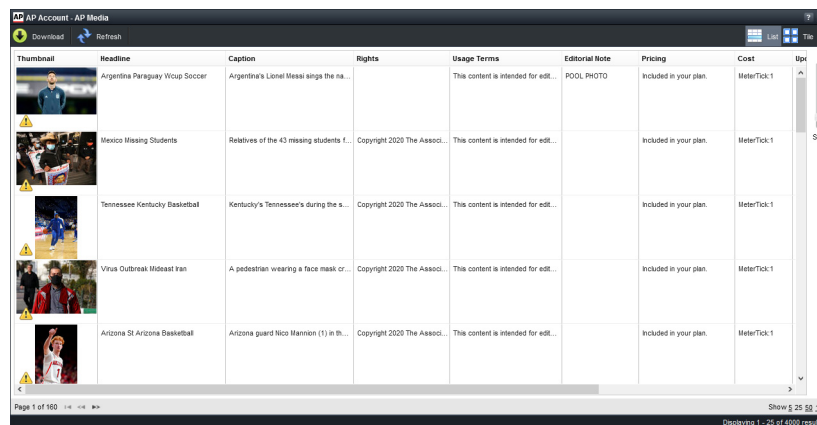 AP AP Account - AP Media ?
Download Refresh List Tile
Thumbnail Headline Caption Rights Usage Terms Editorial Note Pricing Cost Upd
Argentina Paraguay Wcup Soccer Argentina's Lionel Messi sings the na... This content is intended for edit... POOL PHOTO Included in your plan. MeterTick:1
Mexico Missing Students Relatives of the 43 missing students f... Copyright 2020 The Associ... This content is intended for edit... Included in your plan. MeterTick:1
Tennessee Kentucky Basketball Kentucky's Tennessee's during the s... Copyright 2020 The Associ... This content is intended for edit... Included in your plan. MeterTick:1
Virus Outbreak Mideast Iran A pedestrian wearing a face mask cr... Copyright 2020 The Associ... This content is intended for edit... Included in your plan. MeterTick:1
Arizona St Arizona Basketball Arizona guard Nico Mannion (1) in th... Copyright 2020 The Associ... This content is intended for edit... Included in your plan. MeterTick:1
Page 1 of 160 Show 5 25 50
Displaying 1 - 25 of 4000 resu